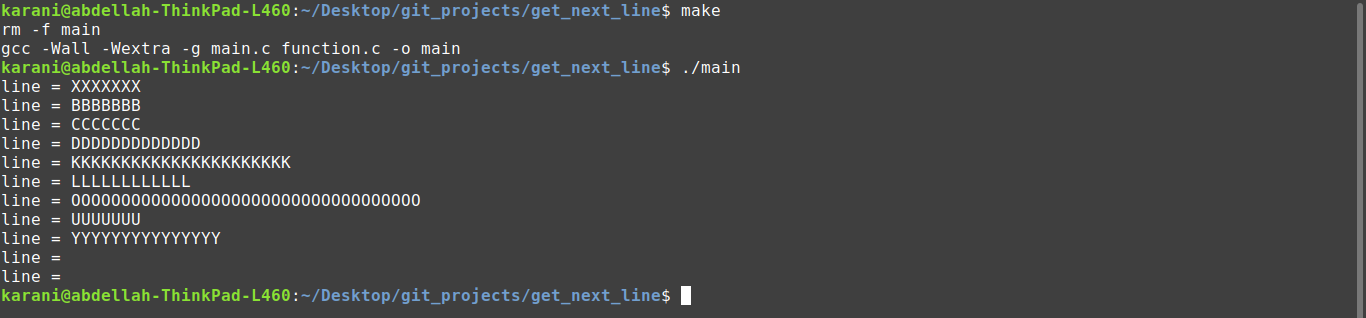 karani@abdellah-ThinkPad-L460:~/Desktop/git_projects/get_next_line$ make
rm -f main
gcc -Wall -Wextra -g main.c function.c -o main
karani@abdellah-ThinkPad-L460:~/Desktop/git_projects/get_next_line$ ./main
line = XXXXXXX
line = BBBBBBB
line = CCCCCCC
line = DDDDDDDDDDDDD
line = KKKKKKKKKKKKKKKKKKKKKK
line = LLLLLLLLLLLL
line = OOOOOOOOOOOOOOOOOOOOOOOOOOOOOOOOOOO
line = UUUUUUU
line = YYYYYYYYYYYYYYY
line =
line =
karani@abdellah-ThinkPad-L460:~/Desktop/git_projects/get_next_line$